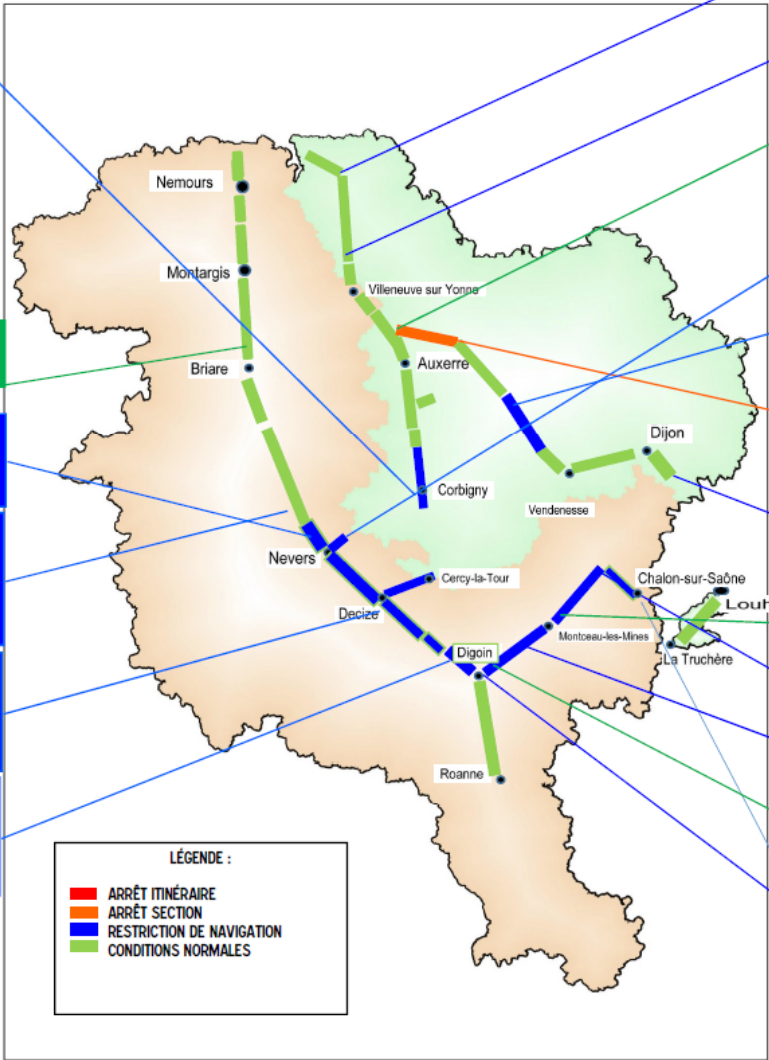 Nemours
Montargis
Villeneuve sur Yonne
Briare
Auxerre
Dijon
Corbigny
Vendenesse
Nevers
Cercy-la-Tour
Chalon-sur-Saône
Decize
Louh
Montceau-les-Mines
Digoin
La Truchère
Roanne
LÉGENDE :
ARRÊT ITINÉRAIRE
ARRÊT SECTION
RESTRICTION DE NAVIGATION
CONDITIONS NORMALES